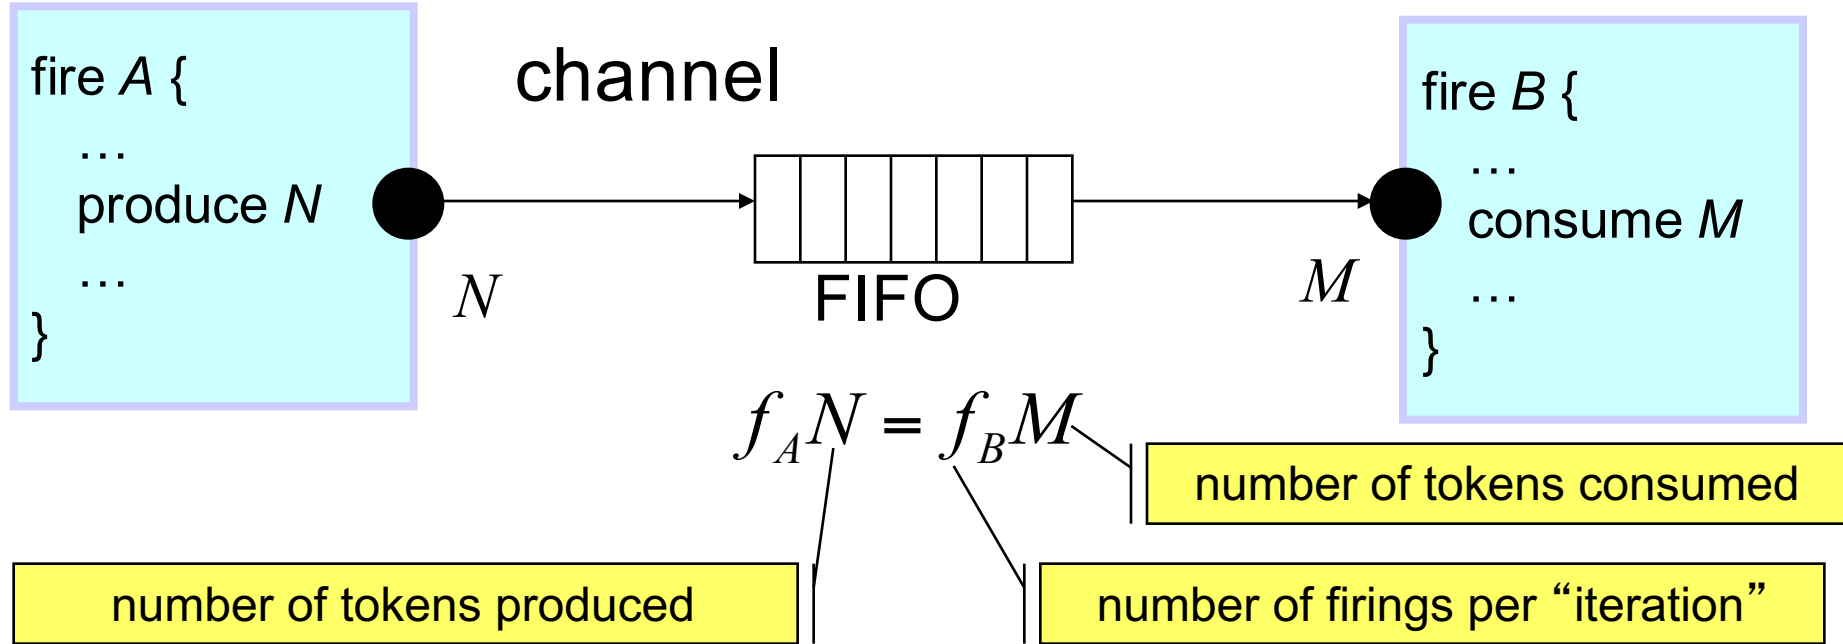 fire A {
…
produce N
…
}
channel
N
FIFO
M
fire B {
…
consume M
…
}
f_A N = f_B M
number of tokens consumed
number of tokens produced
number of firings per “iteration”